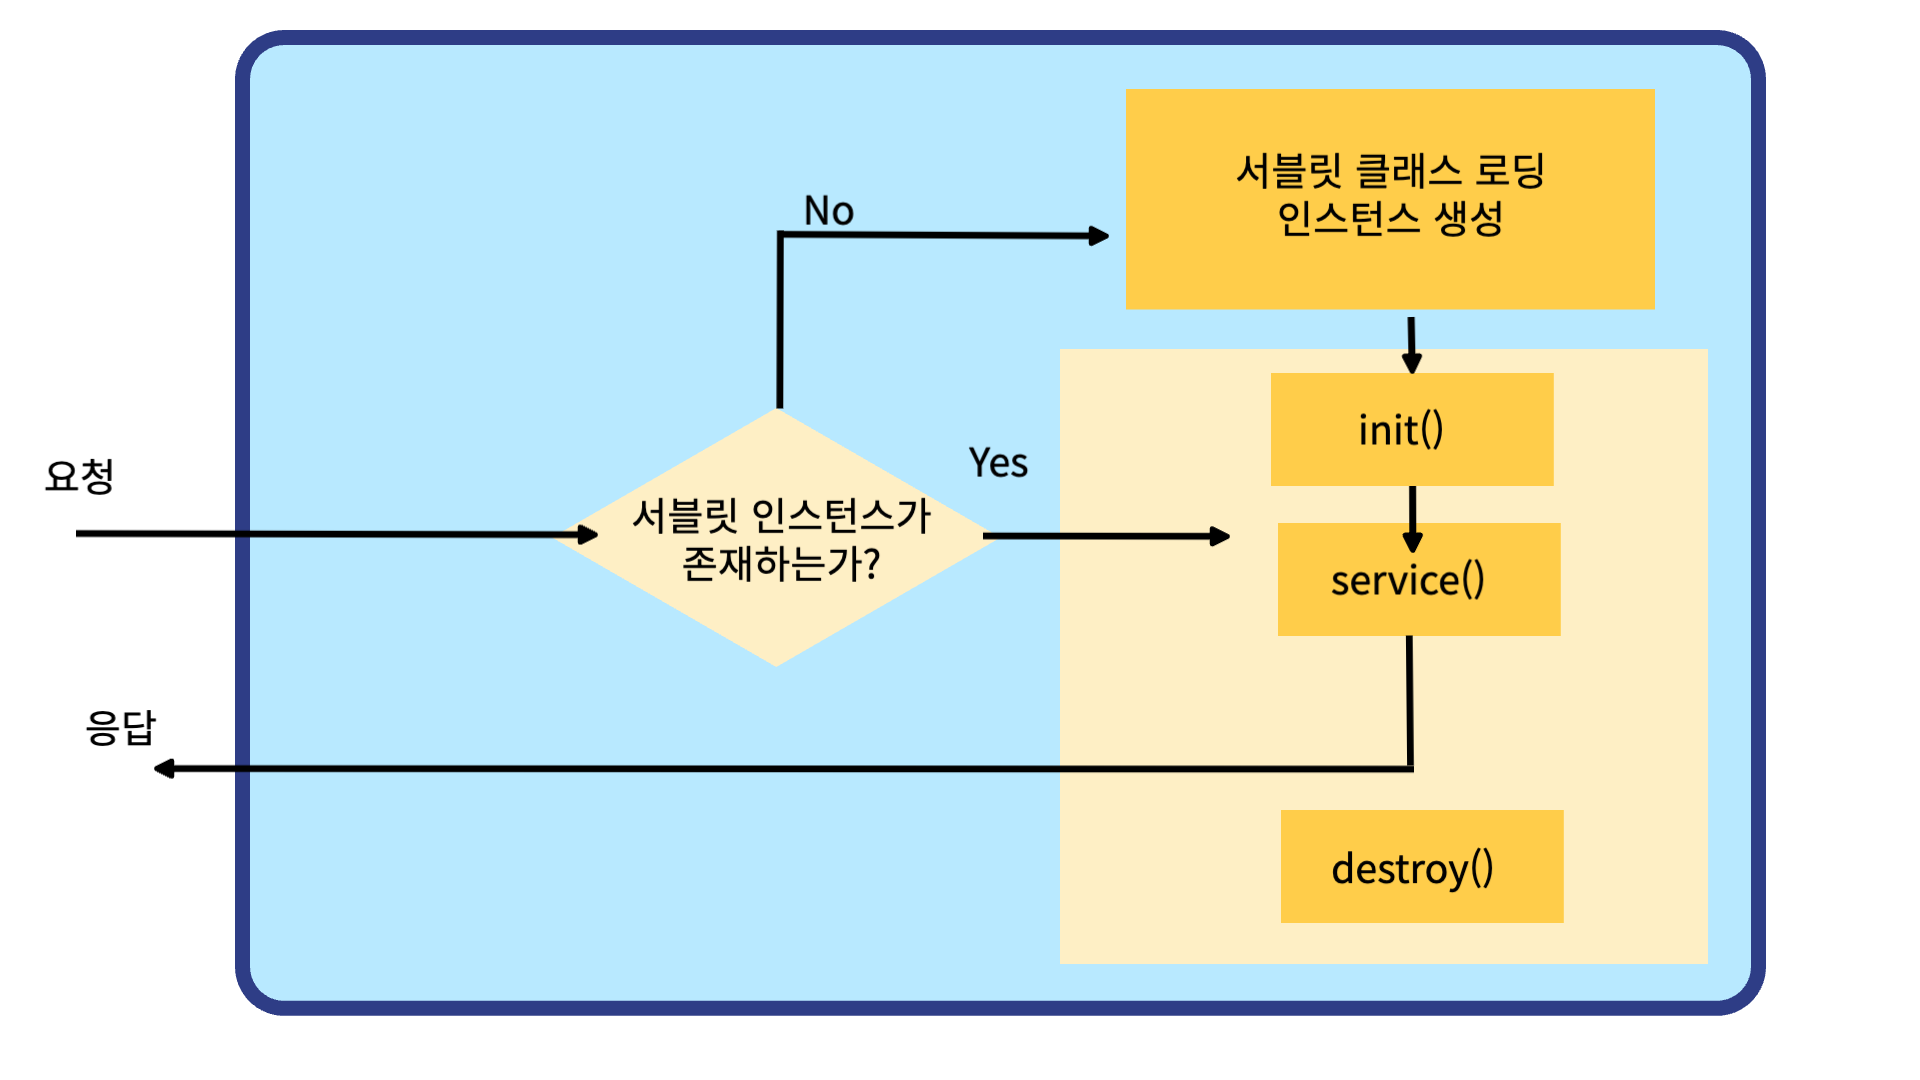 서블릿 클래스 로딩
인스턴스 생성
No
init()
요청
Yes
서블릿 인스턴스가
존재하는가?
service()
응답
destroy()